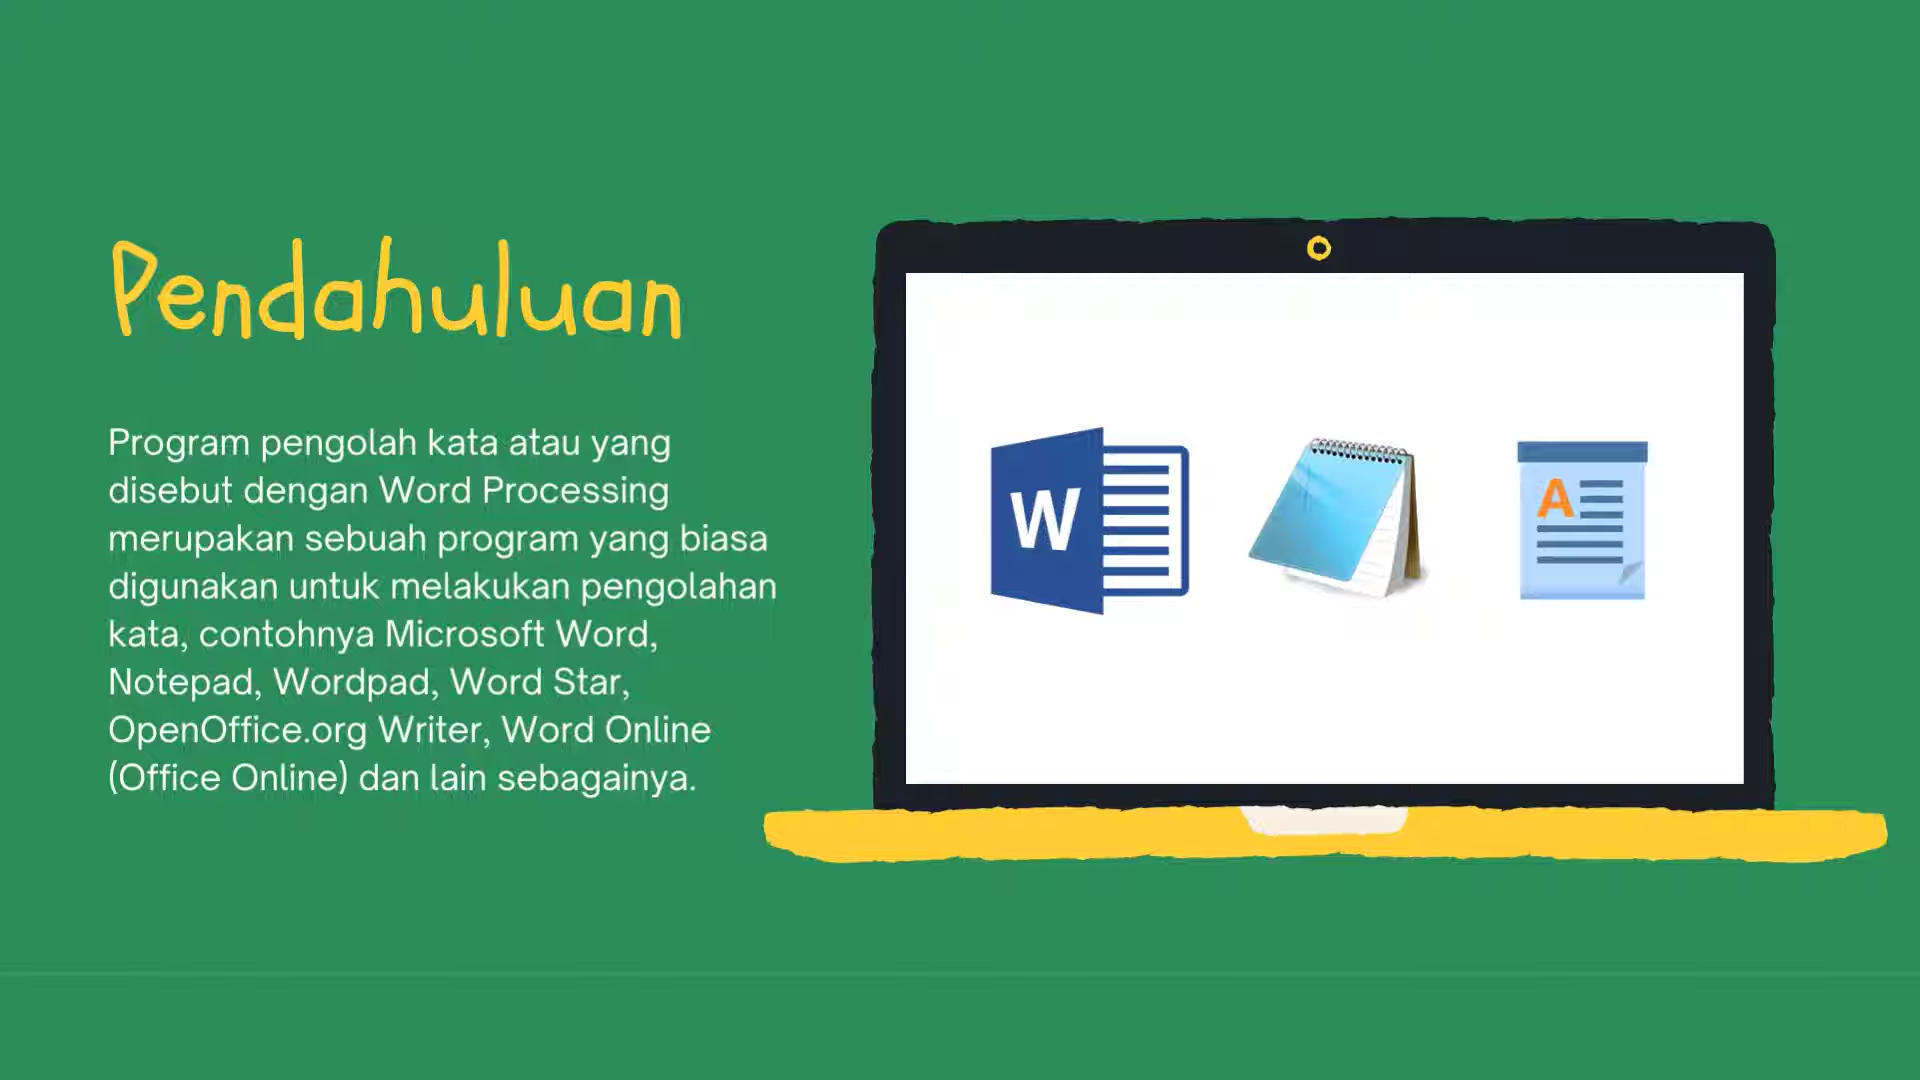 Pendahuluan
Program pengolah kata atau yang
disebut dengan Word Processing
merupakan sebuah program yang biasa
digunakan untuk melakukan pengolahan
kata, contohnya Microsoft Word,
Notepad, Wordpad, Word Star,
OpenOffice.org Writer, Word Online
(Office Online) dan lain sebagainya.
W
A